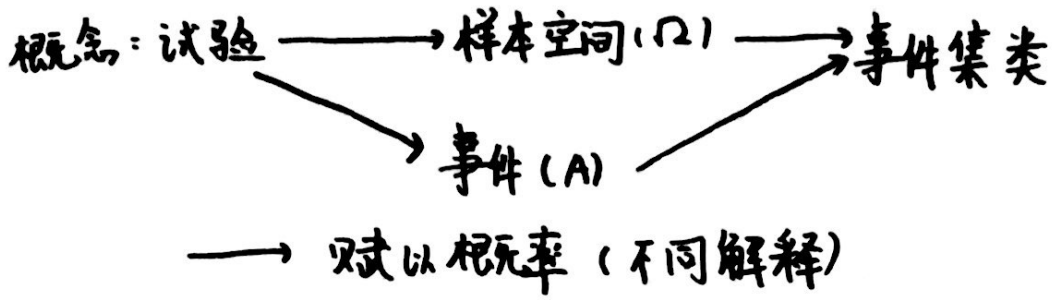 概念：试验 → 样本空间(Ω) → 事件集类
事件(A)
→ 赋以概率（不同解释）